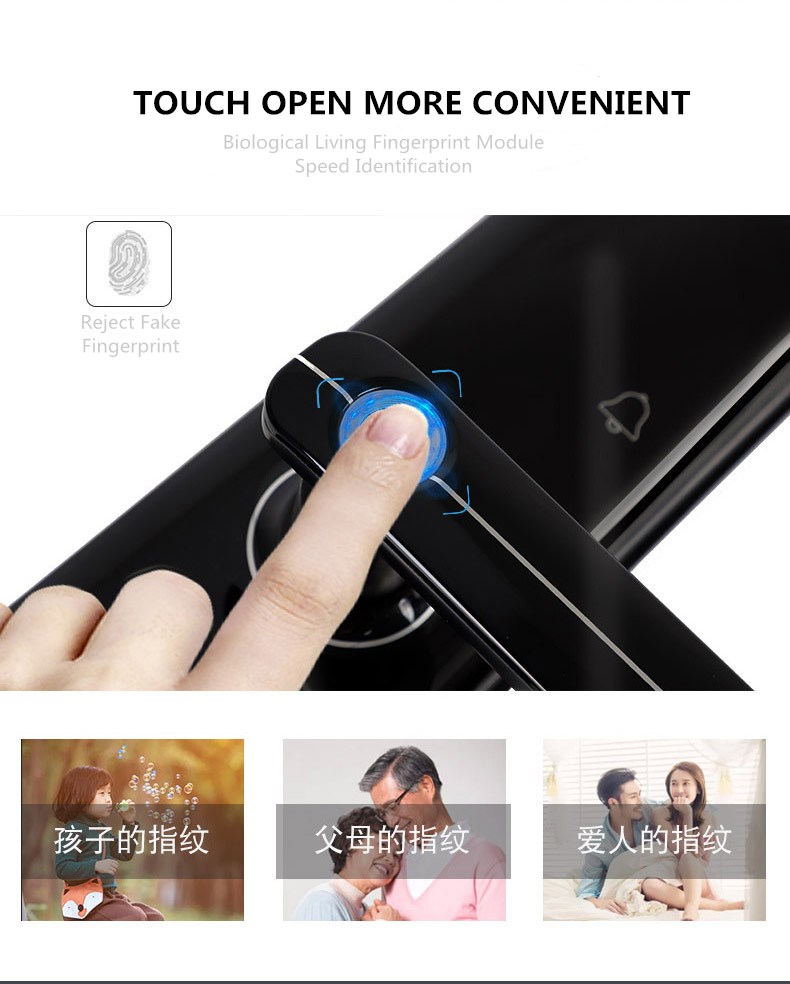 TOUCH OPEN MORE CONVENIENT
Biological Living Fingerprint Module
Speed Identification
Reject Fake
Fingerprint
孩子的指纹
父母的指纹
爱人的指纹